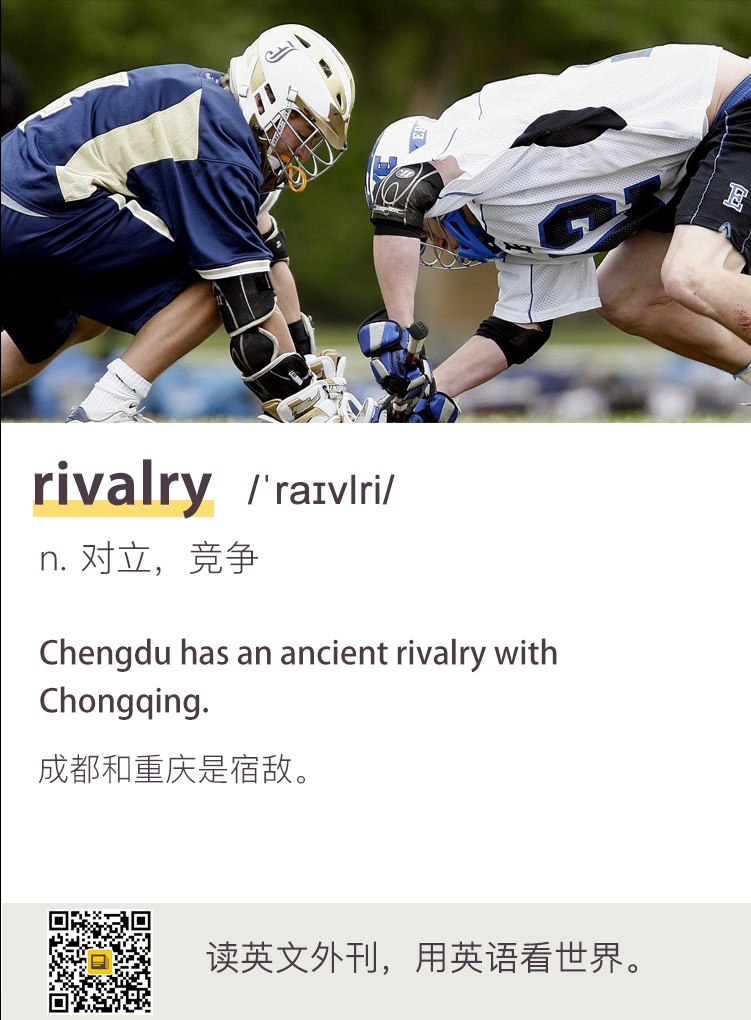 rivalry /ˈraɪvlri/
n. 对立，竞争
Chengdu has an ancient rivalry with
Chongqing.
成都和重庆是宿敌。
读英文外刊，用英语看世界。